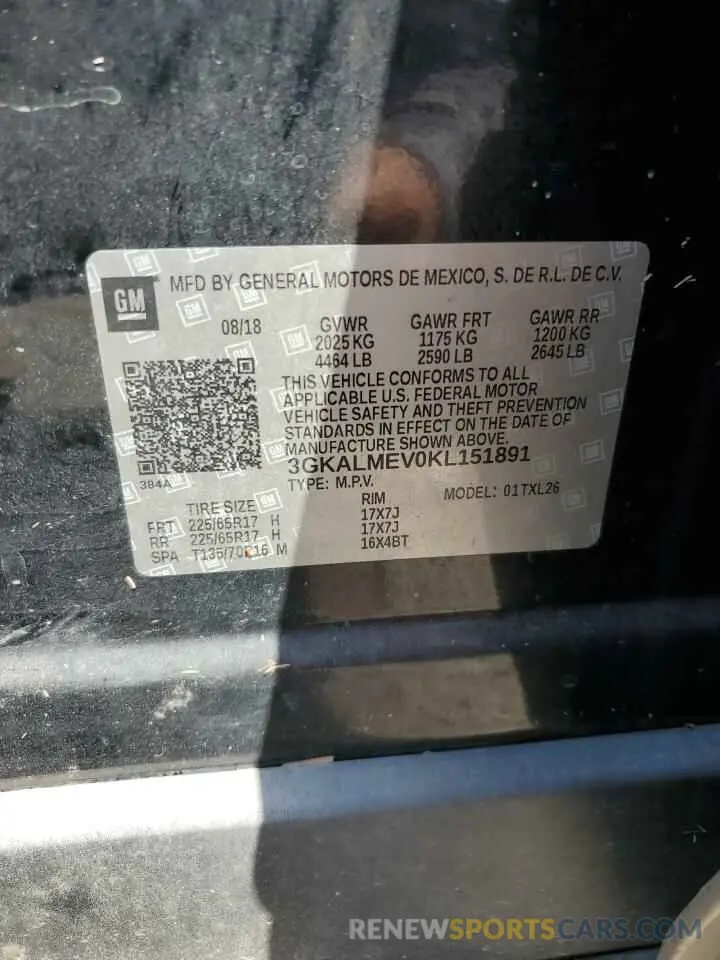 GM
MFD BY GENERAL MOTORS DE MEXICO, S. DE R.L. DE C.V.
08/18 GVWR GAWR FRT GAWR RR
2025 KG 1175 KG 1200 KG
4464 LB 2590 LB 2645 LB
THIS VEHICLE CONFORMS TO ALL
APPLICABLE U.S. FEDERAL MOTOR
VEHICLE SAFETY AND THEFT PREVENTION
STANDARDS IN EFFECT ON THE DATE OF
MANUFACTURE SHOWN ABOVE.
3GKALMEV0KL151891
384A TYPE: M.P.V. MODEL: 01TXL26
TIRE SIZE RIM
FRT 225/65R17 H 17X7J
RR 225/65R17 H 17X7J
SPA T135/70R16 M 16X4BT
RENEWSPORTSCARS.COM